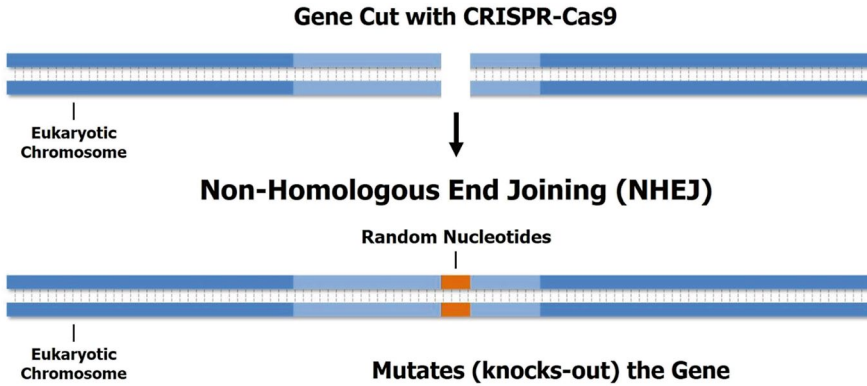 Gene Cut with CRISPR-Cas9
Eukaryotic
Chromosome
Non-Homologous End Joining (NHEJ)
Random Nucleotides
Eukaryotic
Chromosome
Mutates (knocks-out) the Gene